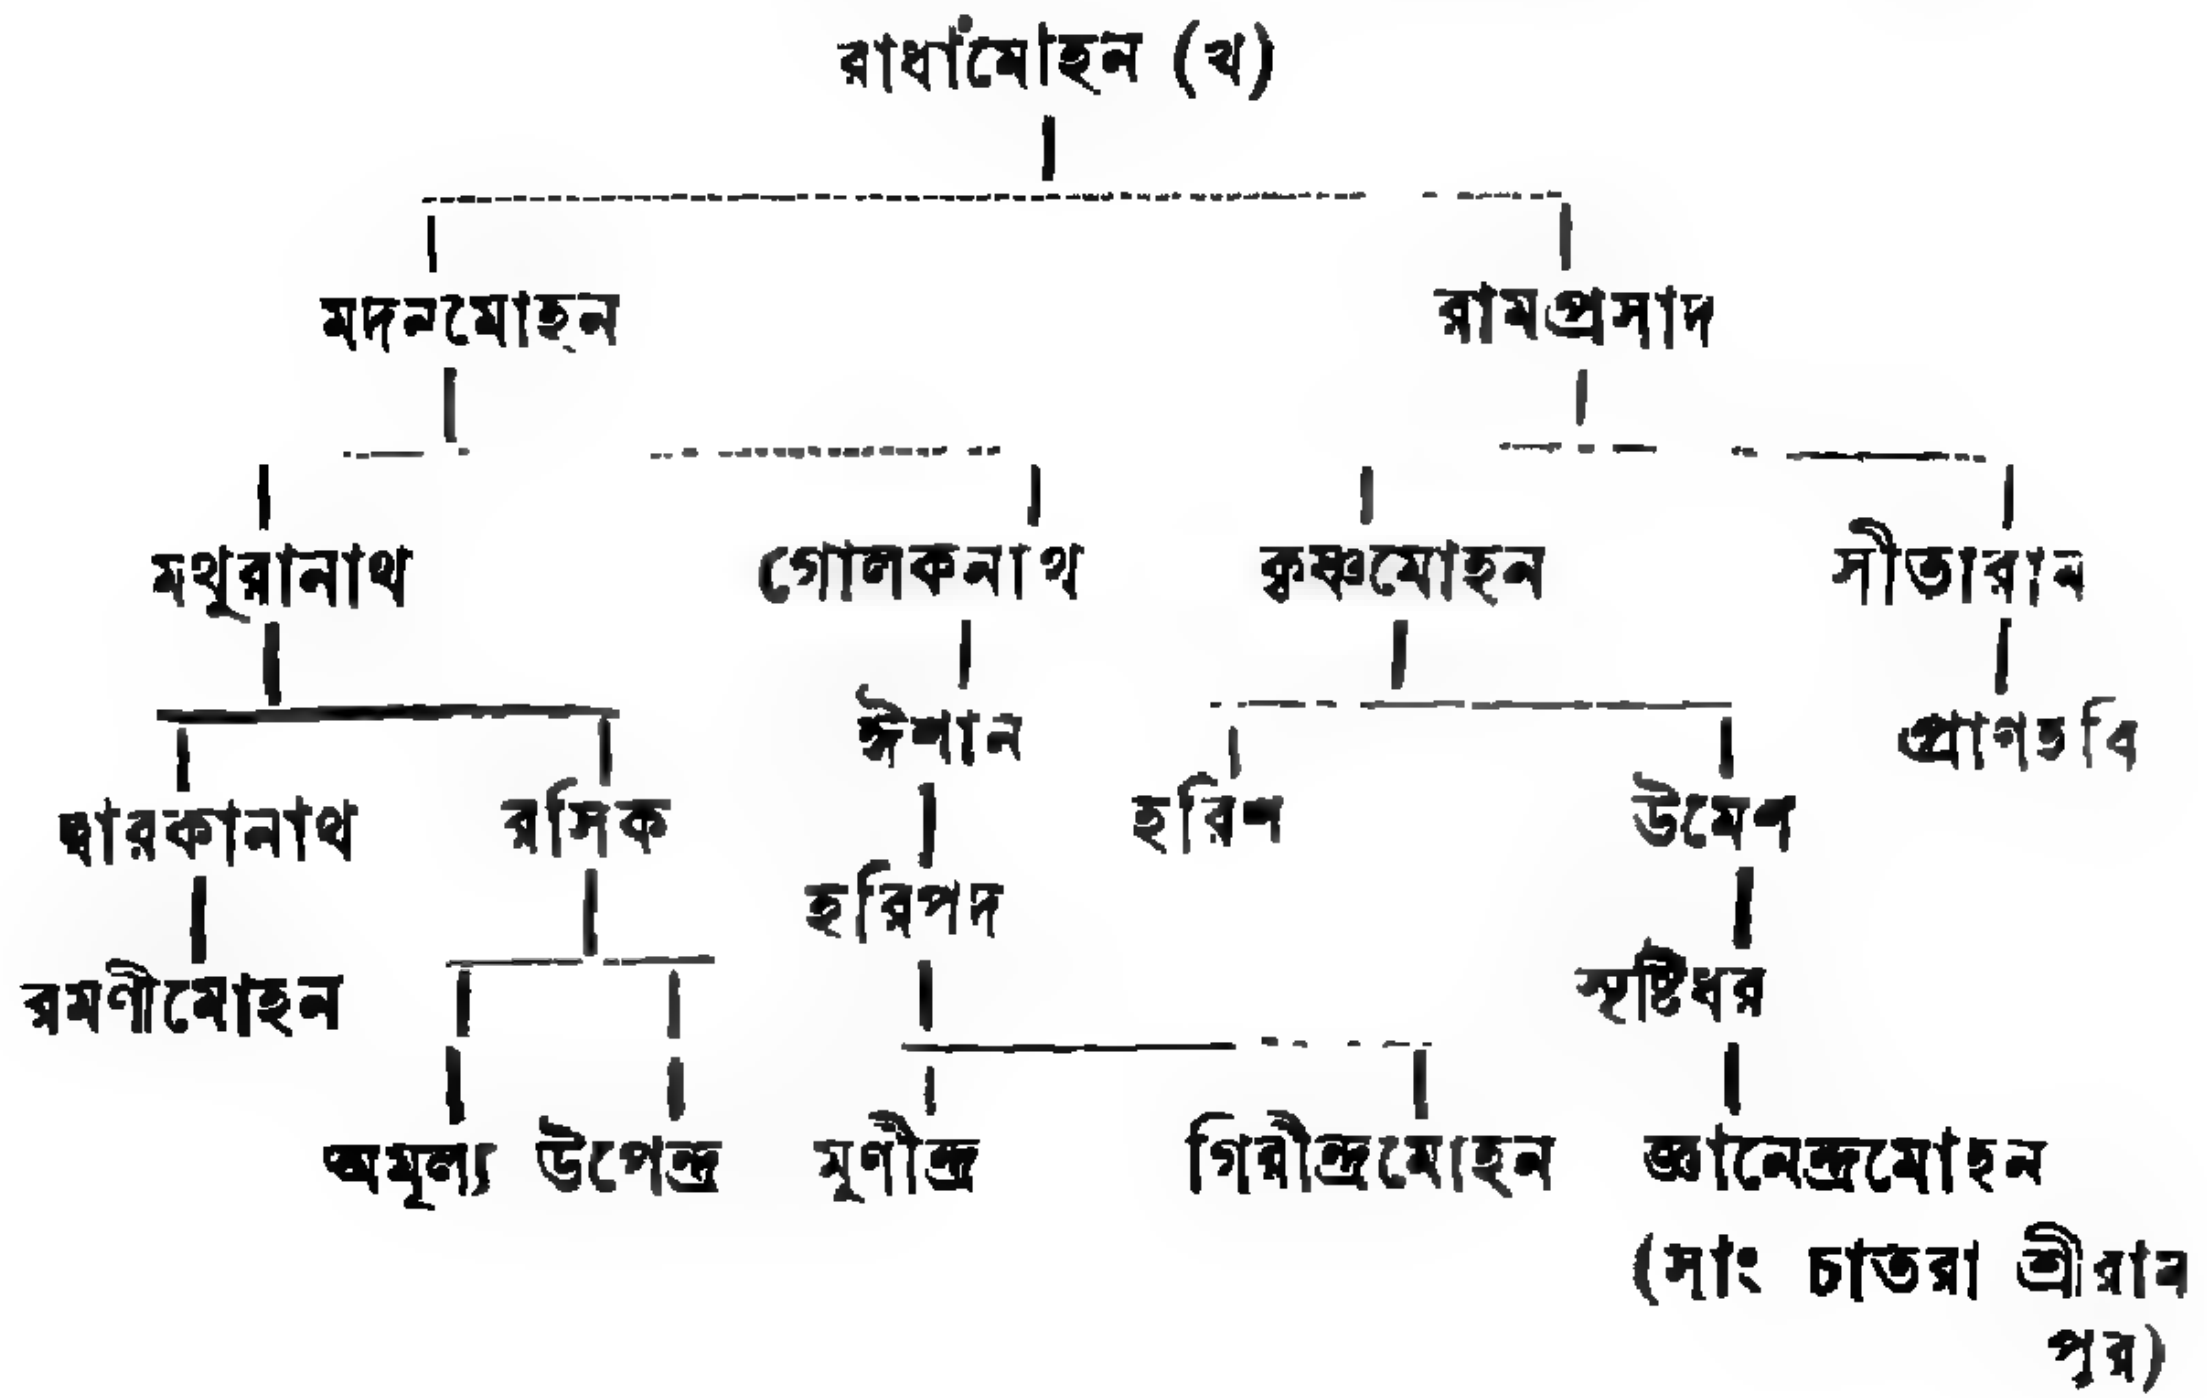 রাধামোহন (খ)
মদনমোহন রামপ্রসাদ
মথুরানাথ গোলকনাথ কৃষ্ণমোহন সীতারাম
ঈশান প্রাণহরি
দ্বারকানাথ রসিক হরিশ উমেশ
হরিপদ
রমণীমোহন সৃষ্টিধর
অমূল্য উপেন্দ্র মুণীন্দ্র গিরীন্দ্রমোহন জ্ঞানেন্দ্রমোহন
(সাং চাতরা শ্রীরাম
পুর)